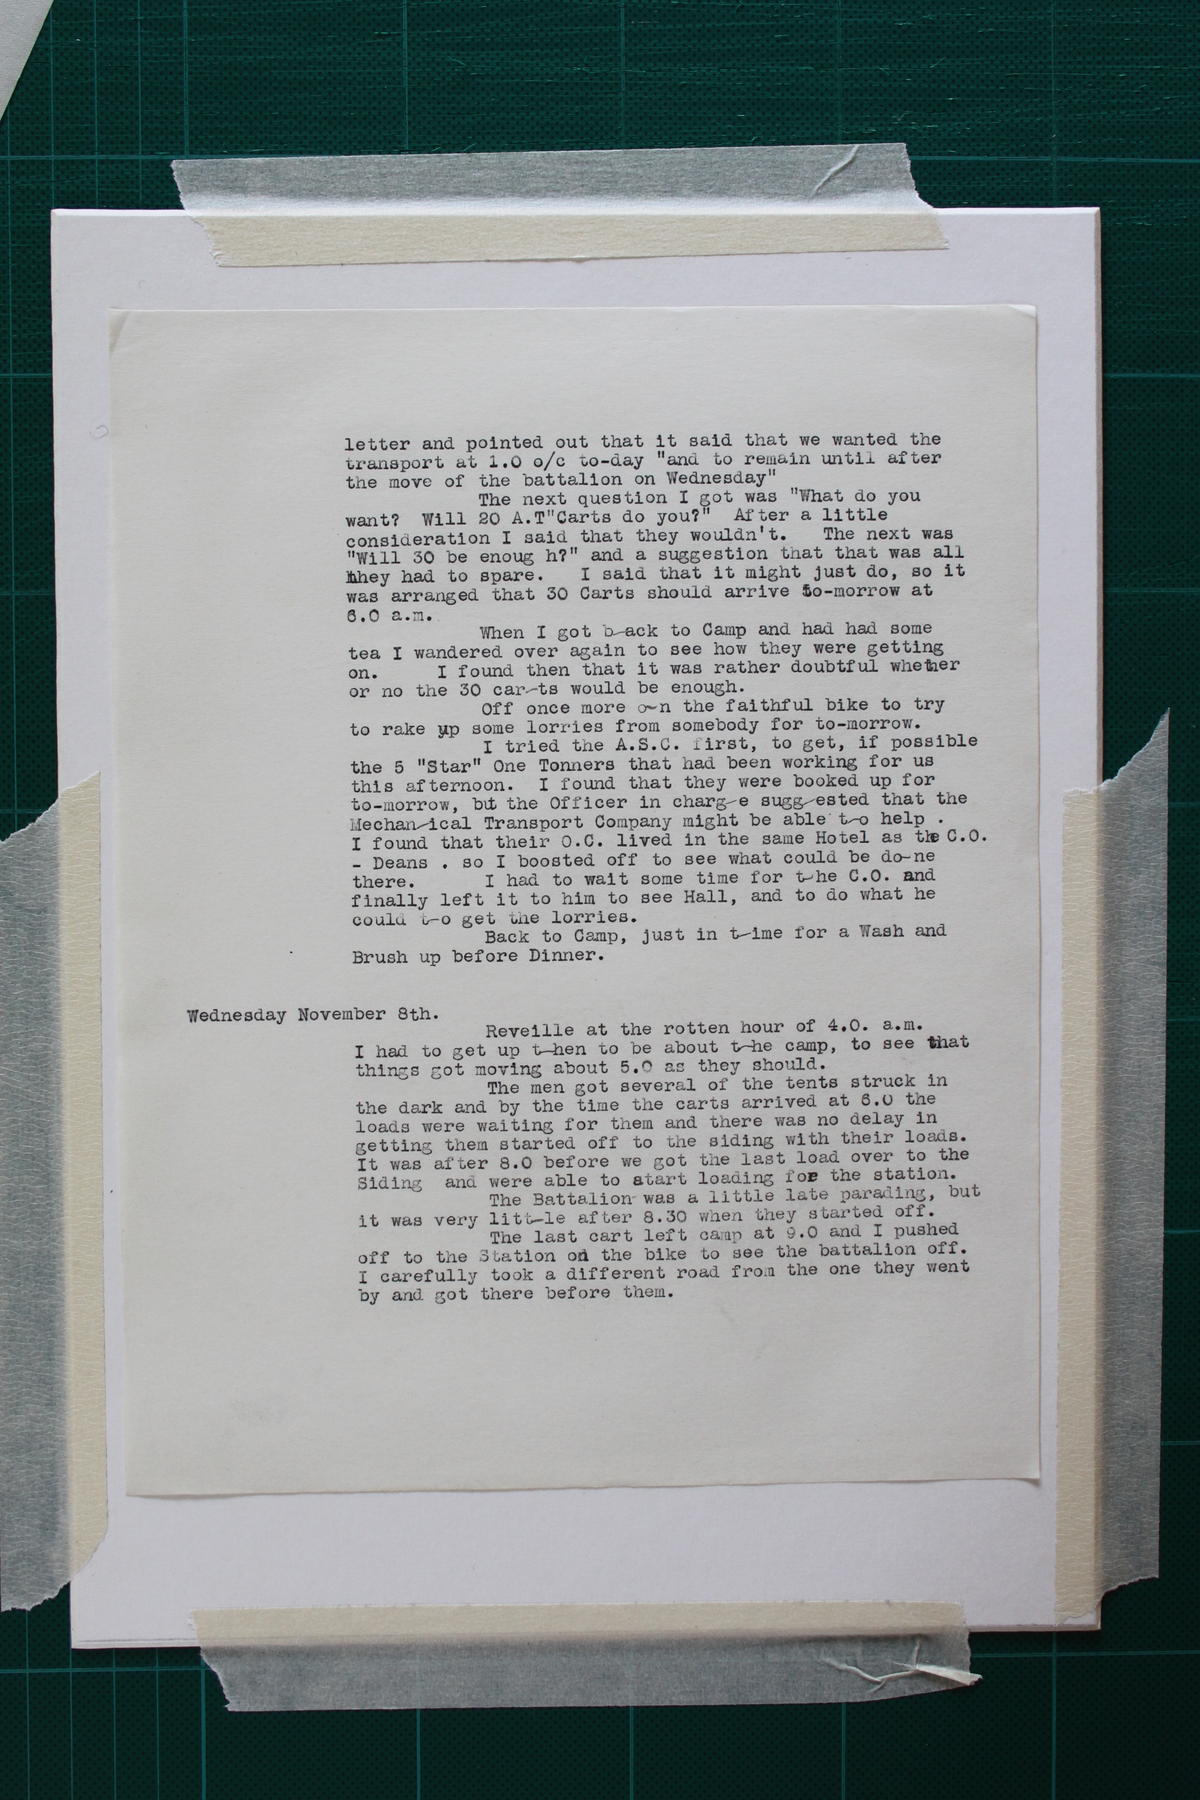 letter and pointed out that it said that we wanted the
transport at 1.0 o/c to-day "and to remain until after
the move of the battalion on Wednesday"
The next question I got was "What do you
want?  Will 20 A.T"Carts do you?"  After a little
consideration I said that they wouldn't.  The next was
"Will 30 be enoug h?" and a suggestion that that was all
they had to spare.  I said that it might just do, so it
was arranged that 30 Carts should arrive to-morrow at
6.0 a.m.
When I got back to Camp and had had some
tea I wandered over again to see how they were getting
on.  I found then that it was rather doubtful whether
or no the 30 carts would be enough.
Off once more on the faithful bike to try
to rake up some lorries from somebody for to-morrow.
I tried the A.S.C. first, to get, if possible
the 5 "Star" One Tonners that had been working for us
this afternoon.  I found that they were booked up for
to-morrow, but the Officer in charge suggested that the
Mechanical Transport Company might be able to help .
I found that their O.C. lived in the same Hotel as the C.O.
- Deans . so I boosted off to see what could be done
there.  I had to wait some time for the C.O. and
finally left it to him to see Hall, and to do what he
could to get the lorries.
Back to Camp, just in time for a Wash and
Brush up before Dinner.
Wednesday November 8th.
Reveille at the rotten hour of 4.0. a.m.
I had to get up then to be about the camp, to see that
things got moving about 5.0 as they should.
The men got several of the tents struck in
the dark and by the time the carts arrived at 6.0 the
loads were waiting for them and there was no delay in
getting them started off to the siding with their loads.
It was after 8.0 before we got the last load over to the
Siding  and were able to atart loading for the station.
The Battalion was a little late parading, but
it was very little after 8.30 when they started off.
The last cart left camp at 9.0 and I pushed
off to the Station on the bike to see the battalion off.
I carefully took a different road from the one they went
by and got there before them.